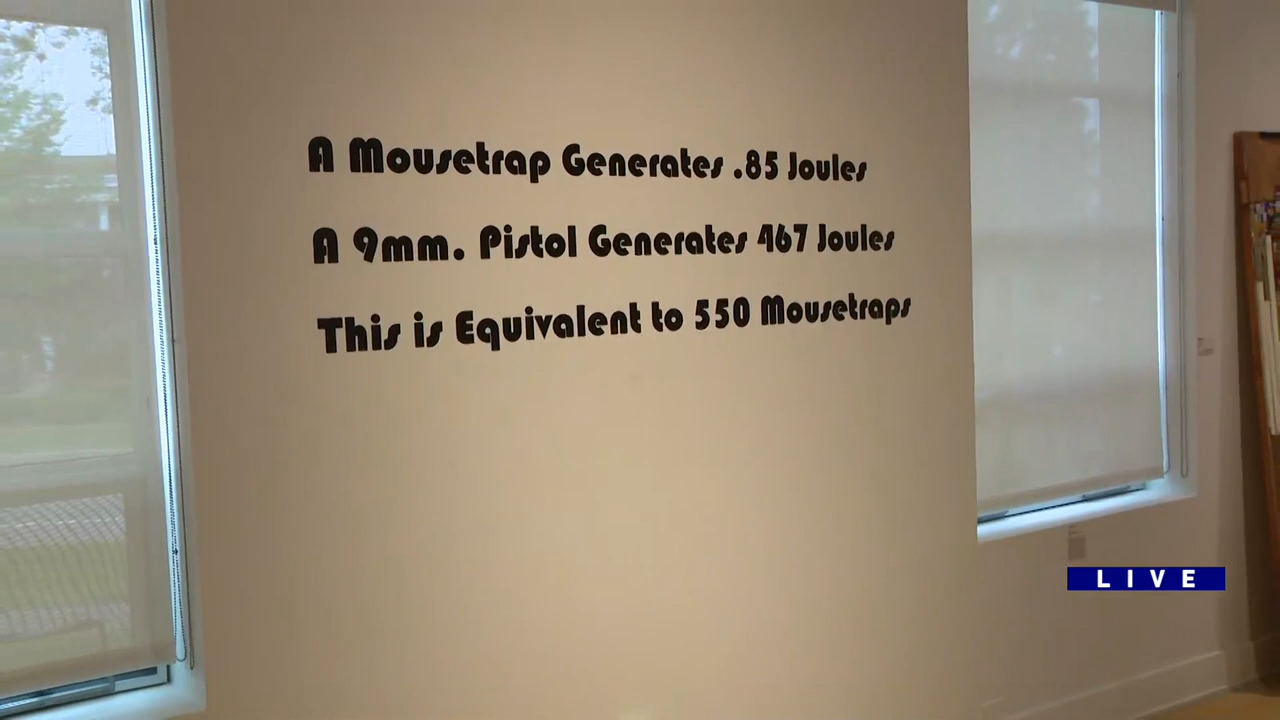 A Mousetrap Generates .85 Joules
A 9mm. Pistol Generates 467 Joules
This is Equivalent to 550 Mousetraps
LIVE